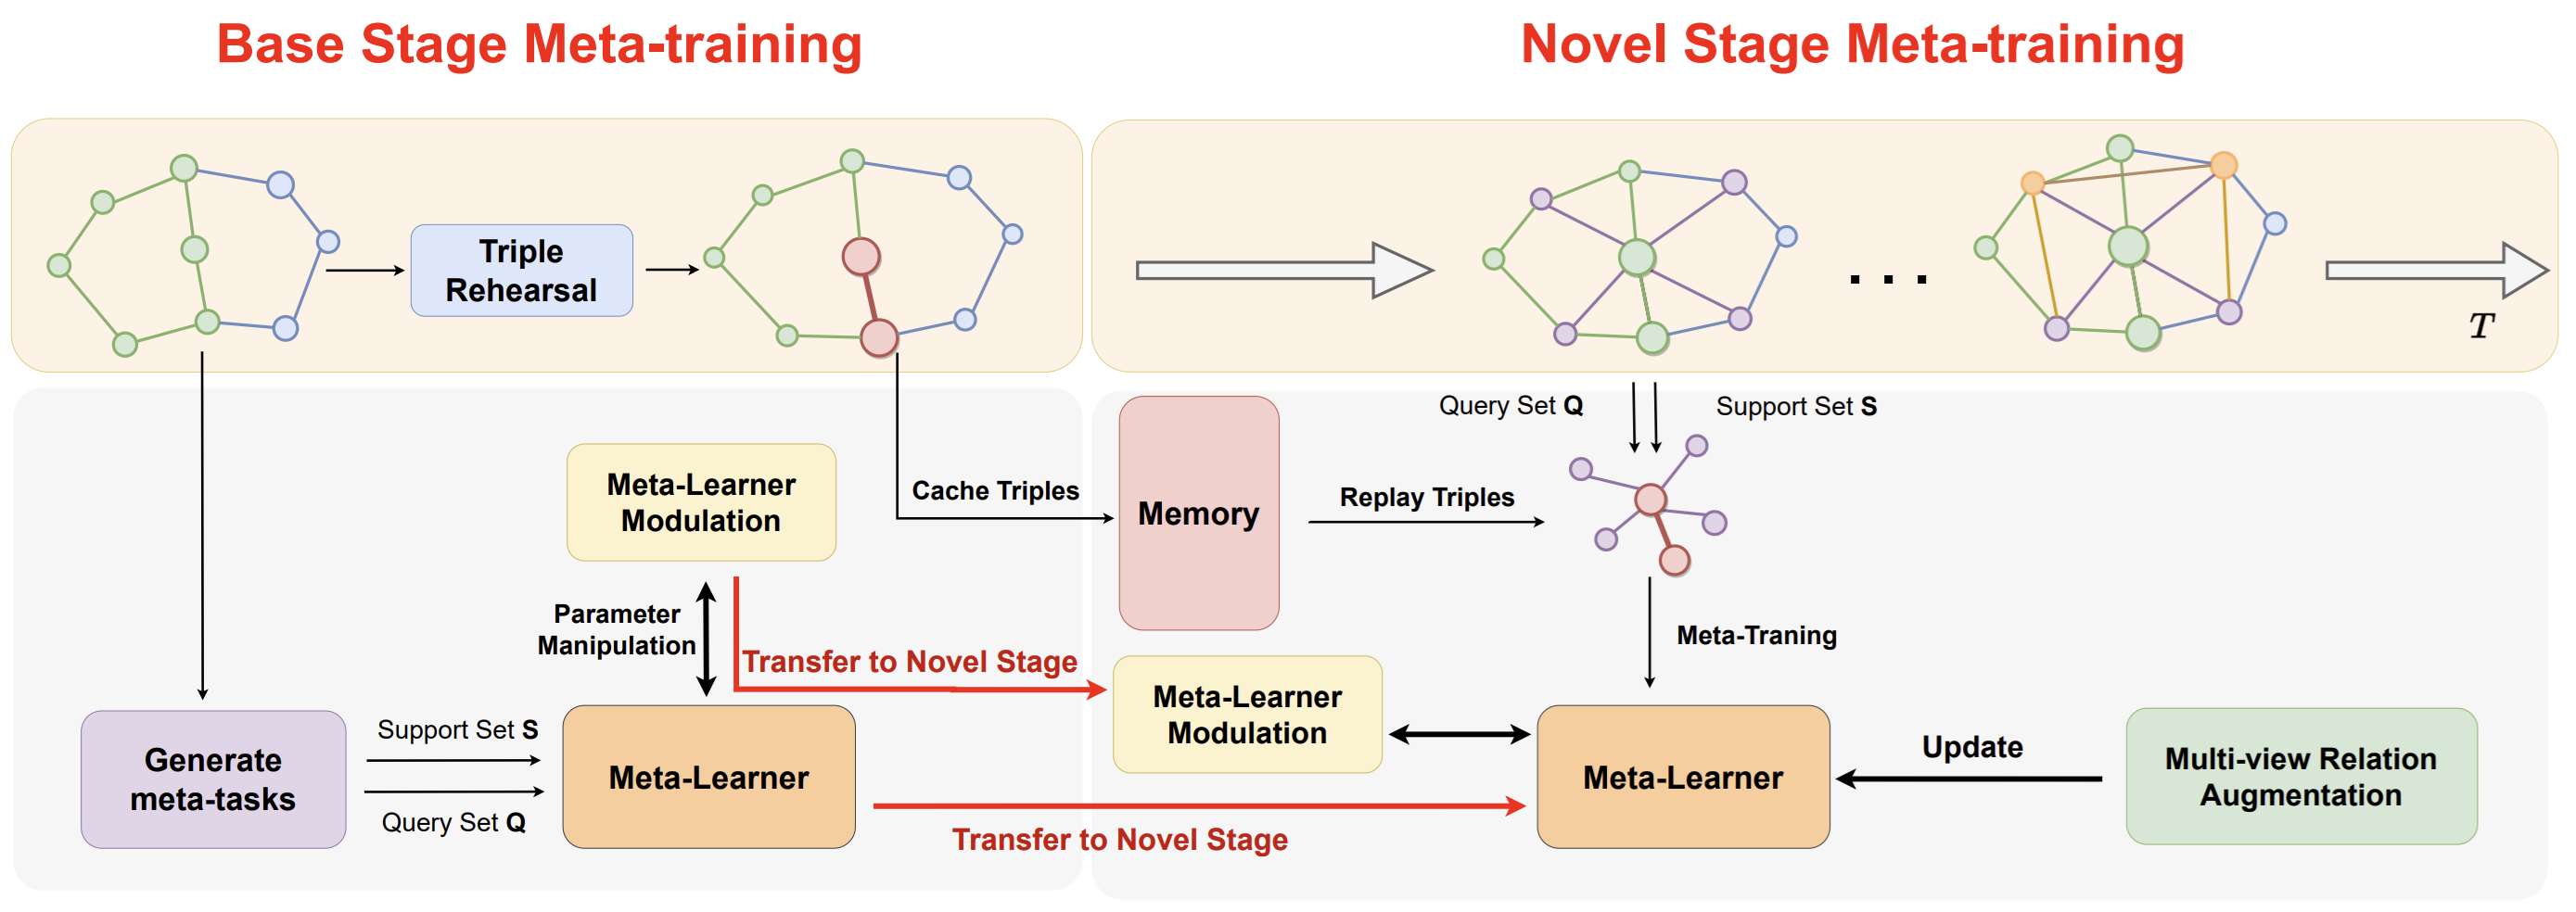 Base Stage Meta-training
Novel Stage Meta-training
Triple
Rehearsal
. . .
T
Query Set Q
Support Set S
Meta-Learner
Modulation
Cache Triples
Memory
Replay Triples
Parameter
Manipulation
Transfer to Novel Stage
Meta-Traning
Meta-Learner
Modulation
Generate
meta-tasks
Support Set S
Query Set Q
Meta-Learner
Transfer to Novel Stage
Meta-Learner
Update
Multi-view Relation
Augmentation